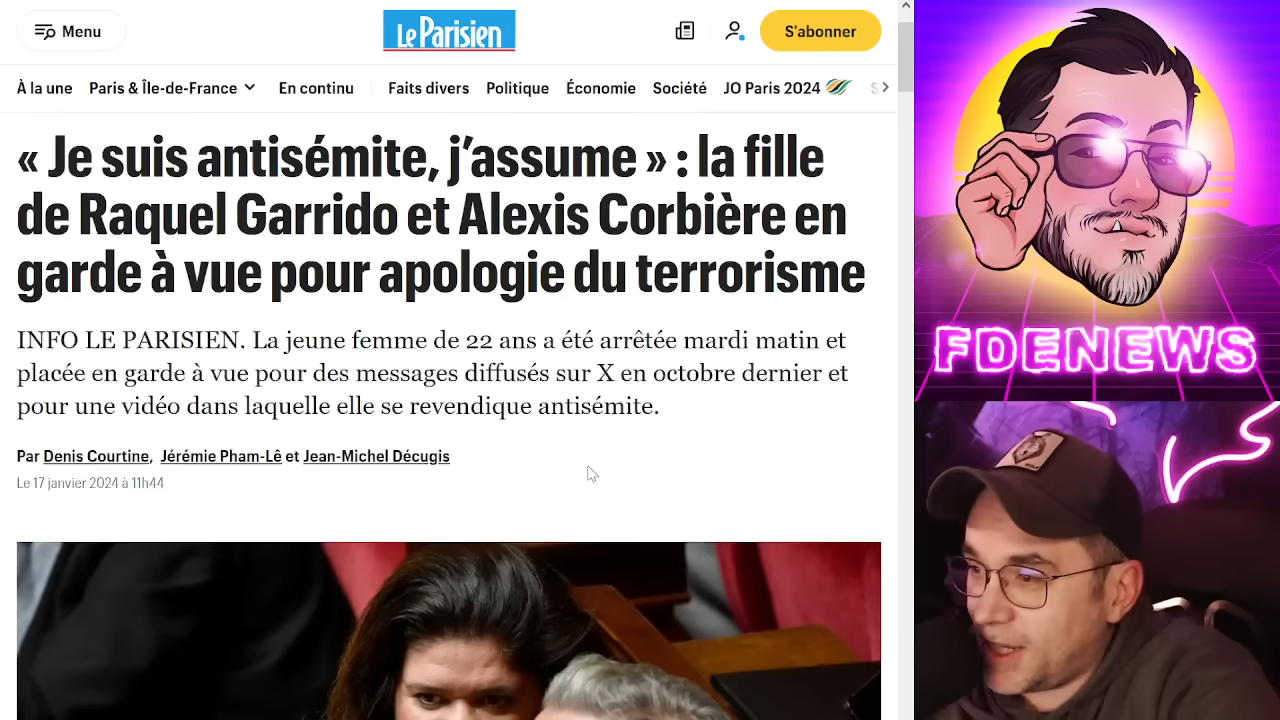 Menu
Le Parisien
S'abonner
À la une Paris & Île-de-France En continu Faits divers Politique Économie Société JO Paris 2024 S
« Je suis antisémite, j'assume » : la fille
de Raquel Garrido et Alexis Corbière en
garde à vue pour apologie du terrorisme
INFO LE PARISIEN. La jeune femme de 22 ans a été arrêtée mardi matin et
placée en garde à vue pour des messages diffusés sur X en octobre dernier et
pour une vidéo dans laquelle elle se revendique antisémite.
Par Denis Courtine, Jérémie Pham-Lê et Jean-Michel Décugis
Le 17 janvier 2024 à 11h44
FDENEWS